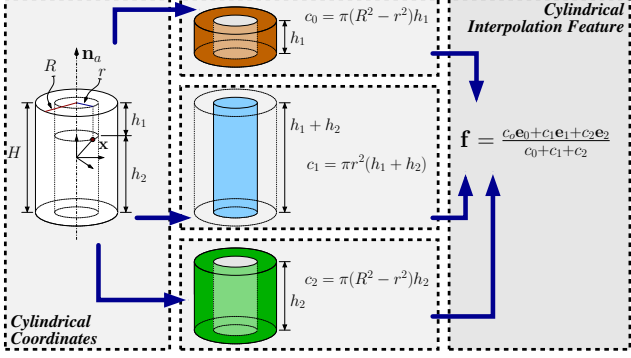 n_a
R
r
H
h_1
x
h_2
Cylindrical
Coordinates
c_0 = π(R^2 − r^2)h_1
h_1
h_1 + h_2
c_1 = πr^2(h_1 + h_2)
c_2 = π(R^2 − r^2)h_2
h_2
Cylindrical
Interpolation Feature
f = \frac{c_o e_0+c_1 e_1+c_2 e_2}{c_0+c_1+c_2}